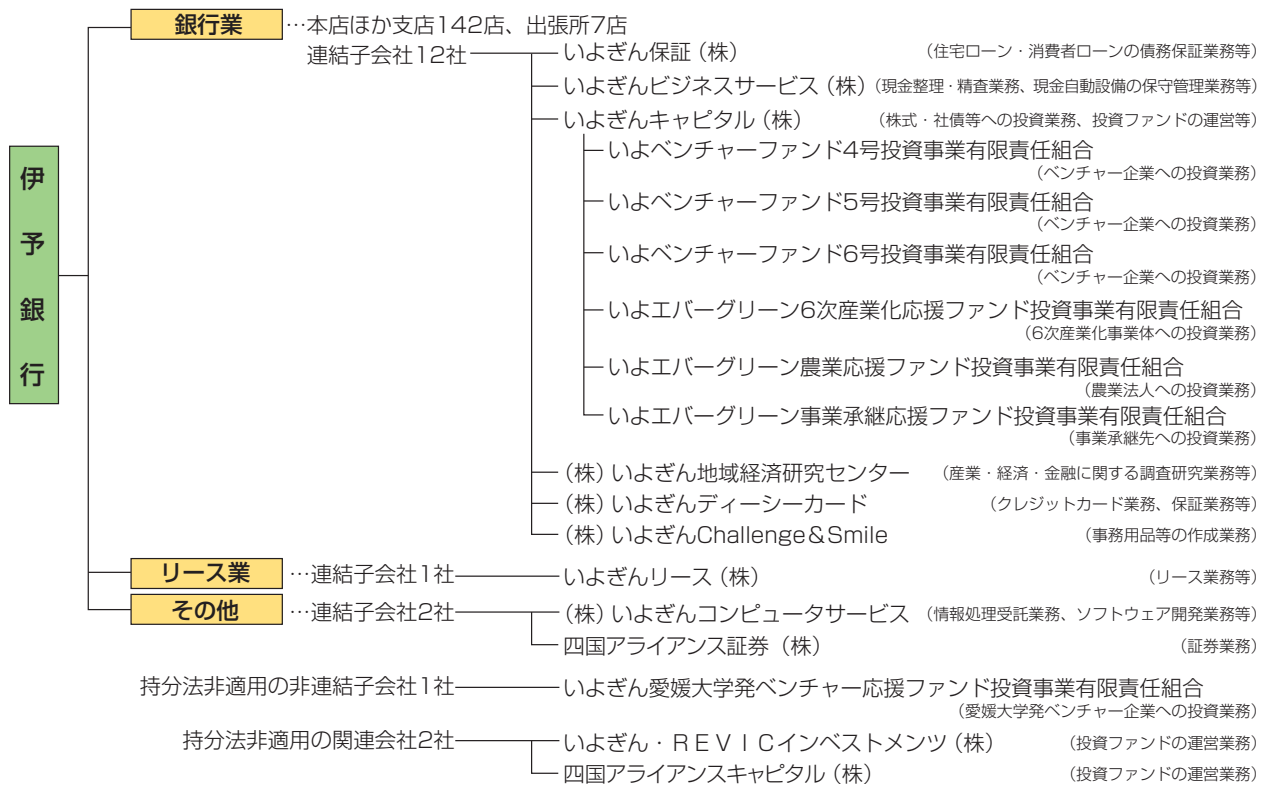 伊予銀行
銀行業 …本店ほか支店142店、出張所7店
連結子会社12社
いよぎん保証（株） （住宅ローン・消費者ローンの債務保証業務等）
いよぎんビジネスサービス（株） （現金整理・精査業務、現金自動設備の保守管理業務等）
いよぎんキャピタル（株） （株式・社債等への投資業務、投資ファンドの運営等）
いよベンチャーファンド4号投資事業有限責任組合
（ベンチャー企業への投資業務）
いよベンチャーファンド5号投資事業有限責任組合
（ベンチャー企業への投資業務）
いよベンチャーファンド6号投資事業有限責任組合
（ベンチャー企業への投資業務）
いよエバーグリーン6次産業化応援ファンド投資事業有限責任組合
（6次産業化事業体への投資業務）
いよエバーグリーン農業応援ファンド投資事業有限責任組合
（農業法人への投資業務）
いよエバーグリーン事業承継応援ファンド投資事業有限責任組合
（事業承継先への投資業務）
（株）いよぎん地域経済研究センター （産業・経済・金融に関する調査研究業務等）
（株）いよぎんディーシーカード （クレジットカード業務、保証業務等）
（株）いよぎんChallenge＆Smile （事務用品等の作成業務）
リース業 …連結子会社1社 いよぎんリース（株） （リース業務等）
その他 …連結子会社2社 （株）いよぎんコンピュータサービス （情報処理受託業務、ソフトウェア開発業務等）
四国アライアンス証券（株） （証券業務）
持分法非適用の非連結子会社1社 いよぎん愛媛大学発ベンチャー応援ファンド投資事業有限責任組合
（愛媛大学発ベンチャー企業への投資業務）
持分法非適用の関連会社2社 いよぎん・ＲＥＶＩＣインベストメンツ（株） （投資ファンドの運営業務）
四国アライアンスキャピタル（株） （投資ファンドの運営業務）